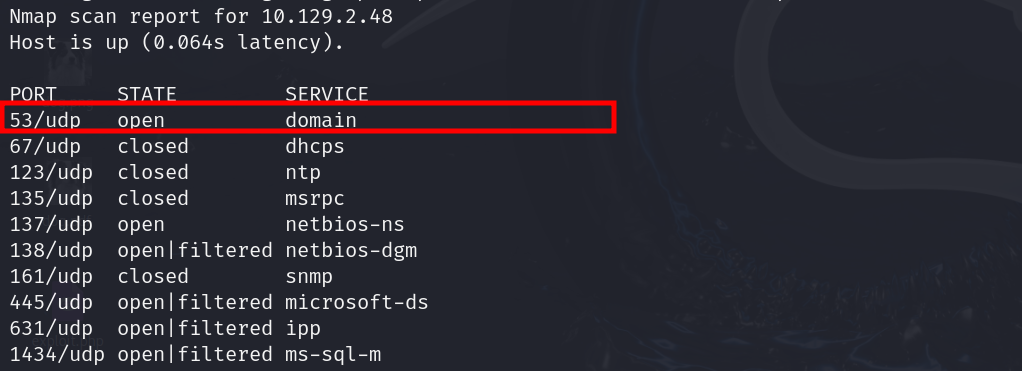 Nmap scan report for 10.129.2.48
Host is up (0.064s latency).
PORT STATE SERVICE
53/udp open domain
67/udp closed dhcps
123/udp closed ntp
135/udp closed msrpc
137/udp open netbios-ns
138/udp open|filtered netbios-dgm
161/udp closed snmp
445/udp open|filtered microsoft-ds
631/udp open|filtered ipp
1434/udp open|filtered ms-sql-m